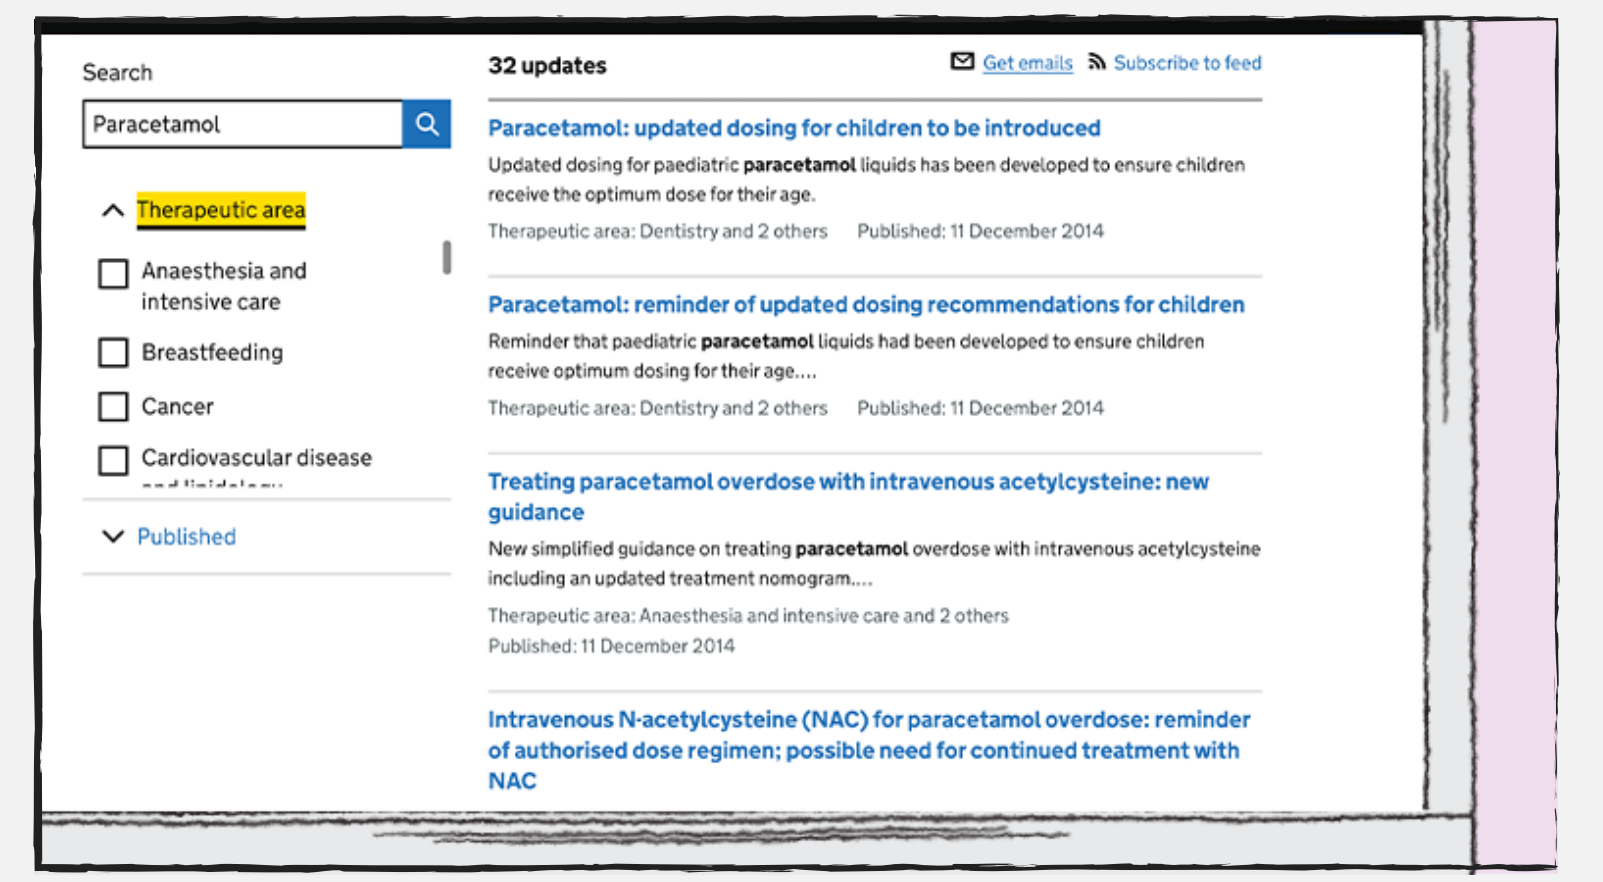 Search
Paracetamol
Therapeutic area
Anaesthesia and
intensive care
Breastfeeding
Cancer
Cardiovascular disease
Published
32 updates
Get emails Subscribe to feed
Paracetamol: updated dosing for children to be introduced
Updated dosing for paediatric paracetamol liquids has been developed to ensure children
receive the optimum dose for their age.
Therapeutic area: Dentistry and 2 others Published: 11 December 2014
Paracetamol: reminder of updated dosing recommendations for children
Reminder that paediatric paracetamol liquids had been developed to ensure children
receive optimum dosing for their age....
Therapeutic area: Dentistry and 2 others Published: 11 December 2014
Treating paracetamol overdose with intravenous acetylcysteine: new
guidance
New simplified guidance on treating paracetamol overdose with intravenous acetylcysteine
including an updated treatment nomogram....
Therapeutic area: Anaesthesia and intensive care and 2 others
Published: 11 December 2014
Intravenous N-acetylcysteine (NAC) for paracetamol overdose: reminder
of authorised dose regimen; possible need for continued treatment with
NAC